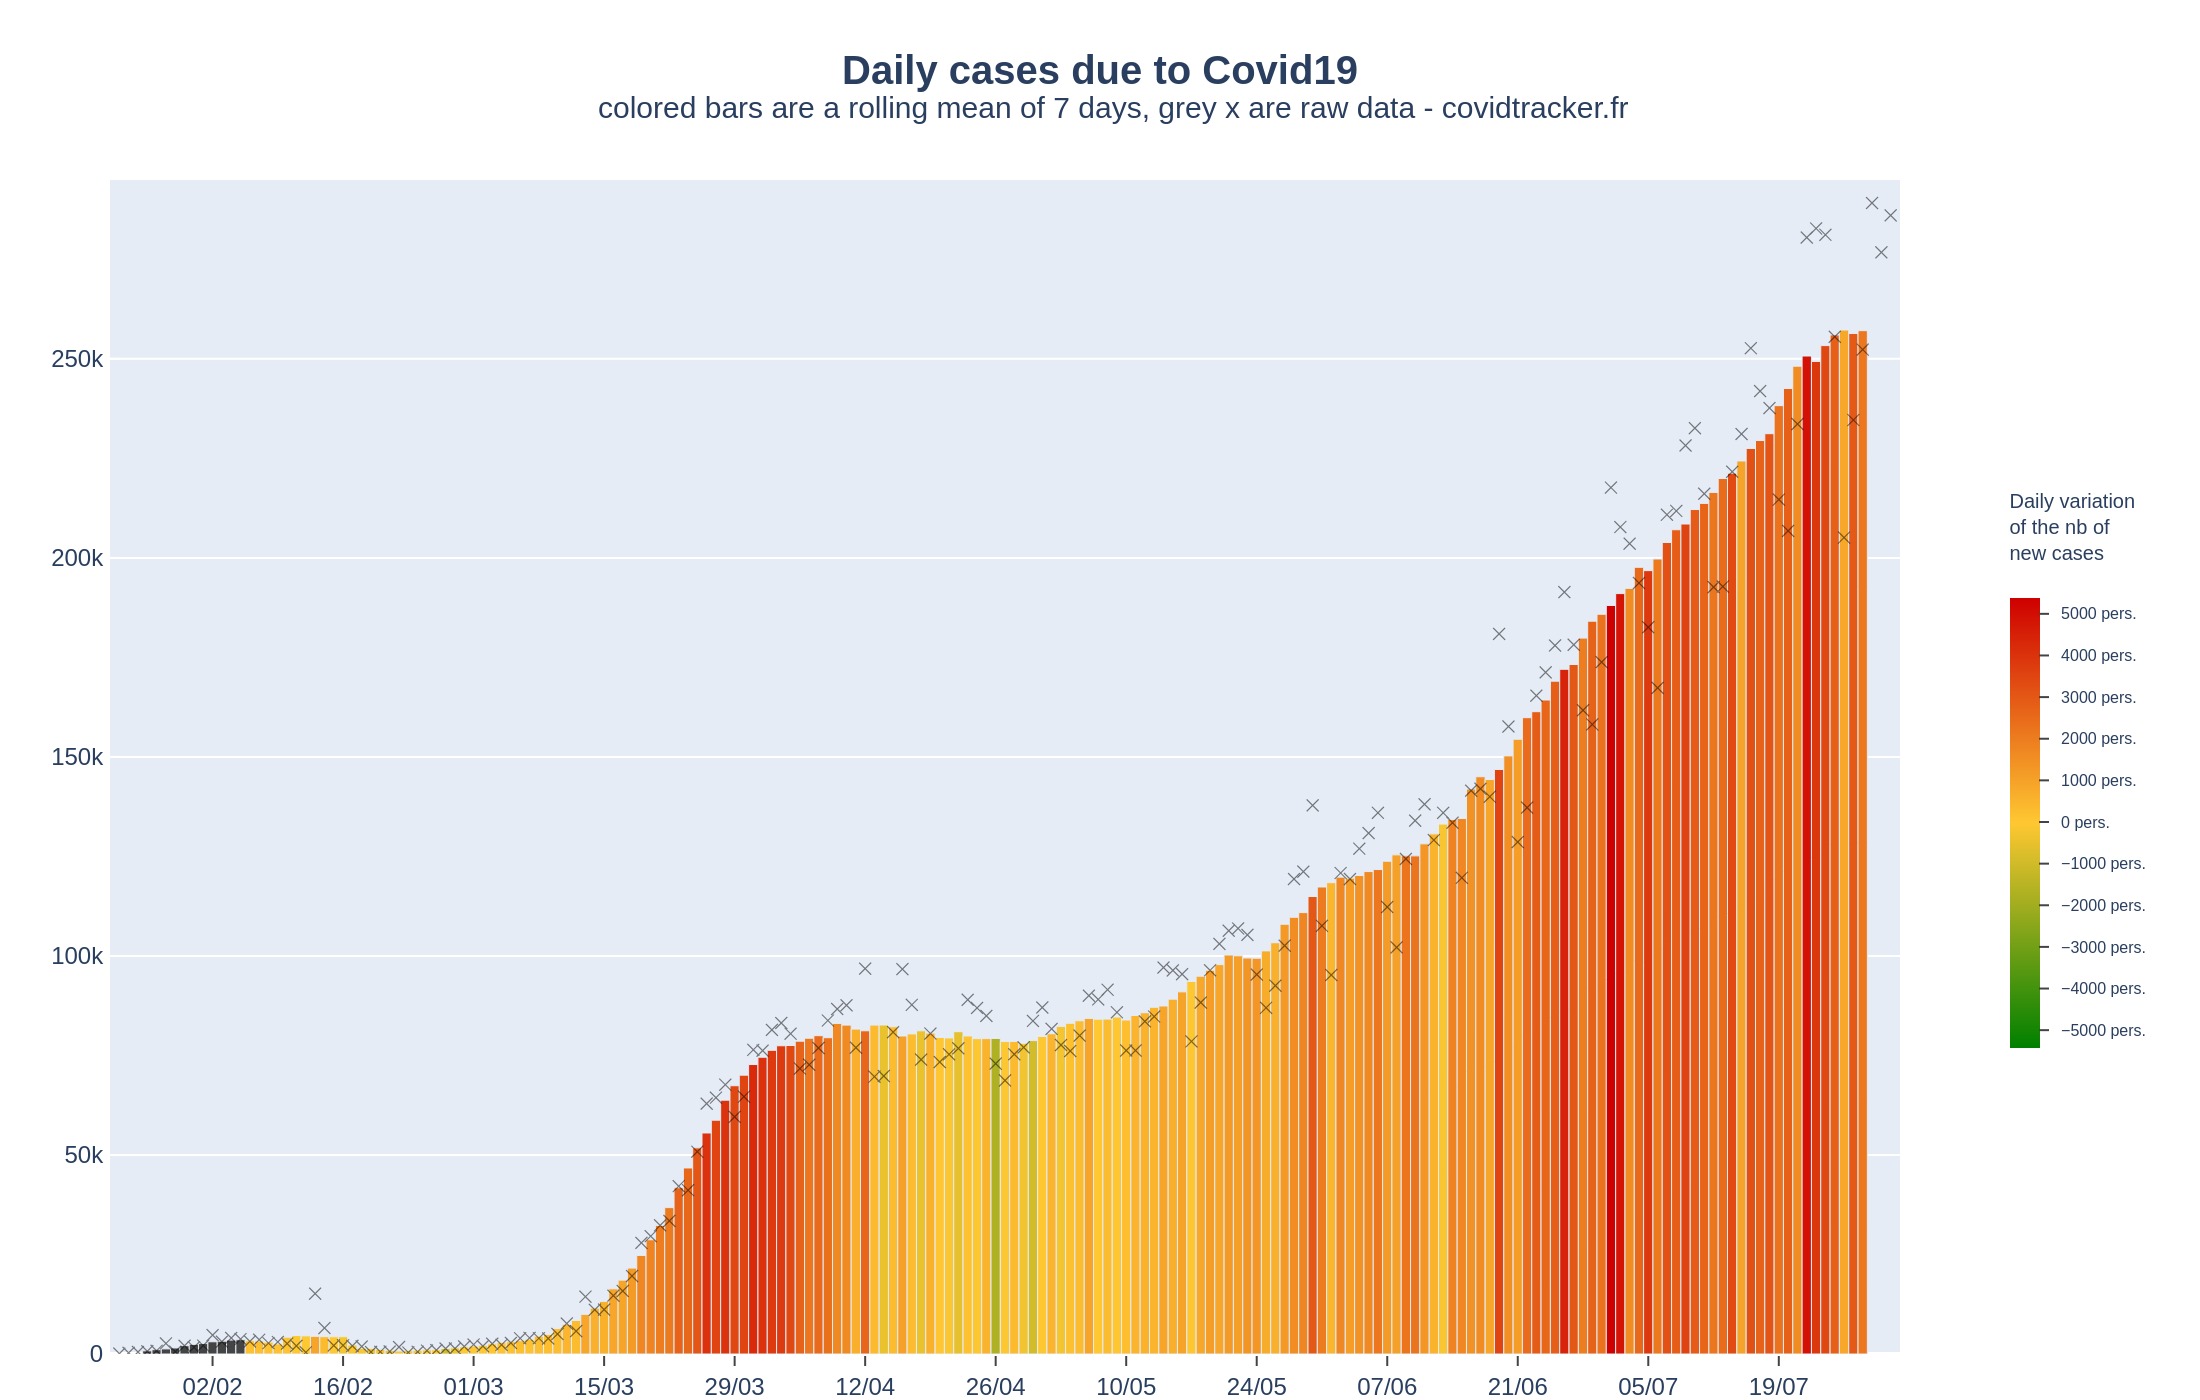 Daily cases due to Covid19
colored bars are a rolling mean of 7 days, grey x are raw data - covidtracker.fr
250k
200k
150k
100k
50k
0
02/02 16/02 01/03 15/03 29/03 12/04 26/04 10/05 24/05 07/06 21/06 05/07 19/07
Daily variation
of the nb of
new cases
5000 pers.
4000 pers.
3000 pers.
2000 pers.
1000 pers.
0 pers.
−1000 pers.
−2000 pers.
−3000 pers.
−4000 pers.
−5000 pers.